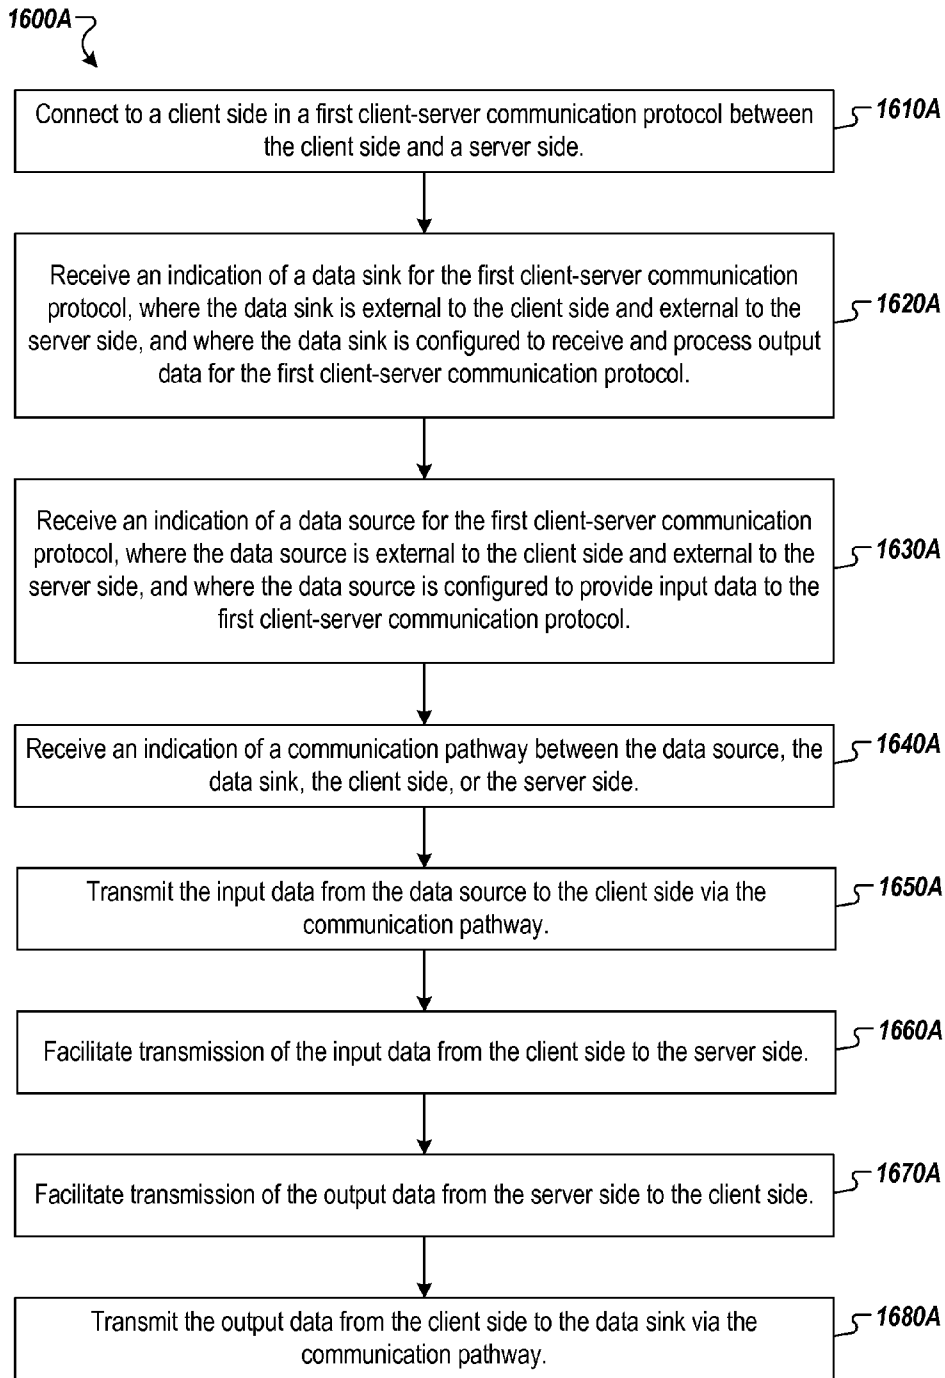 1600A
Connect to a client side in a first client-server communication protocol between
the client side and a server side.
1610A
Receive an indication of a data sink for the first client-server communication
protocol, where the data sink is external to the client side and external to the
server side, and where the data sink is configured to receive and process output
data for the first client-server communication protocol.
1620A
Receive an indication of a data source for the first client-server communication
protocol, where the data source is external to the client side and external to the
server side, and where the data source is configured to provide input data to the
first client-server communication protocol.
1630A
Receive an indication of a communication pathway between the data source, the
data sink, the client side, or the server side.
1640A
Transmit the input data from the data source to the client side via the
communication pathway.
1650A
Facilitate transmission of the input data from the client side to the server side.
1660A
Facilitate transmission of the output data from the server side to the client side.
1670A
Transmit the output data from the client side to the data sink via the
communication pathway.
1680A